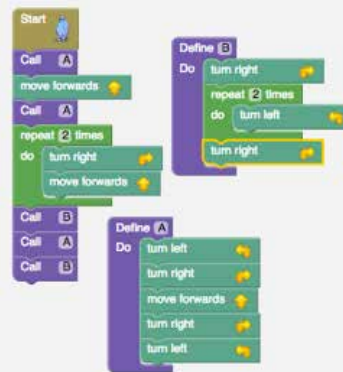 Start
Call A
move forwards
Call A
repeat 2 times
do turn right
move forwards
Call B
Call A
Call B
Define B
Do turn right
repeat 2 times
do turn left
turn right
Define A
Do turn left
turn right
move forwards
turn right
turn left